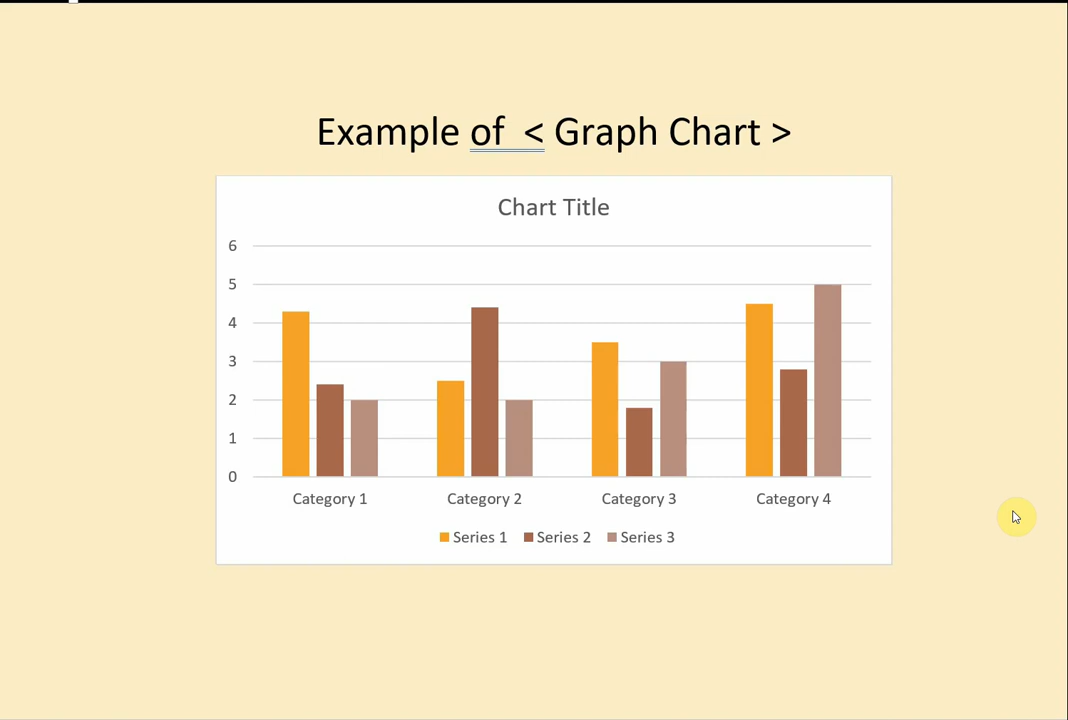 Example of  < Graph Chart >
Chart Title
6
5
4
3
2
1
0
Category 1 Category 2 Category 3 Category 4
Series 1 Series 2 Series 3